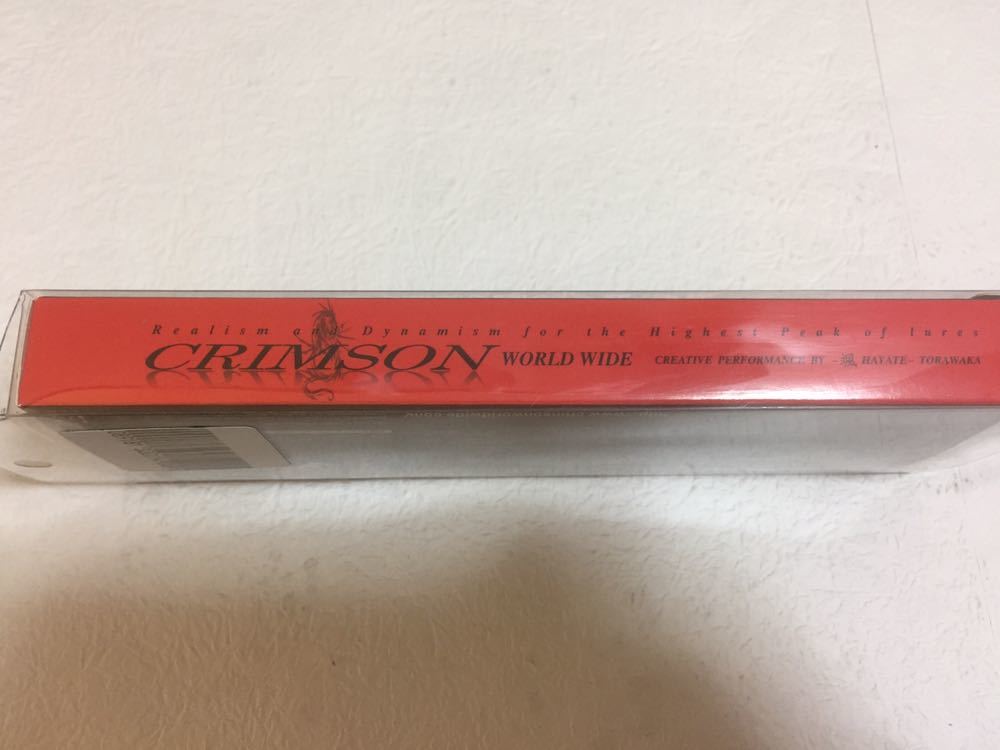 Realism and Dynamism for the Highest Peak of lures
CRIMSON WORLD WIDE CREATIVE PERFORMANCE BY -颯 HAYATE- TORAWAKA